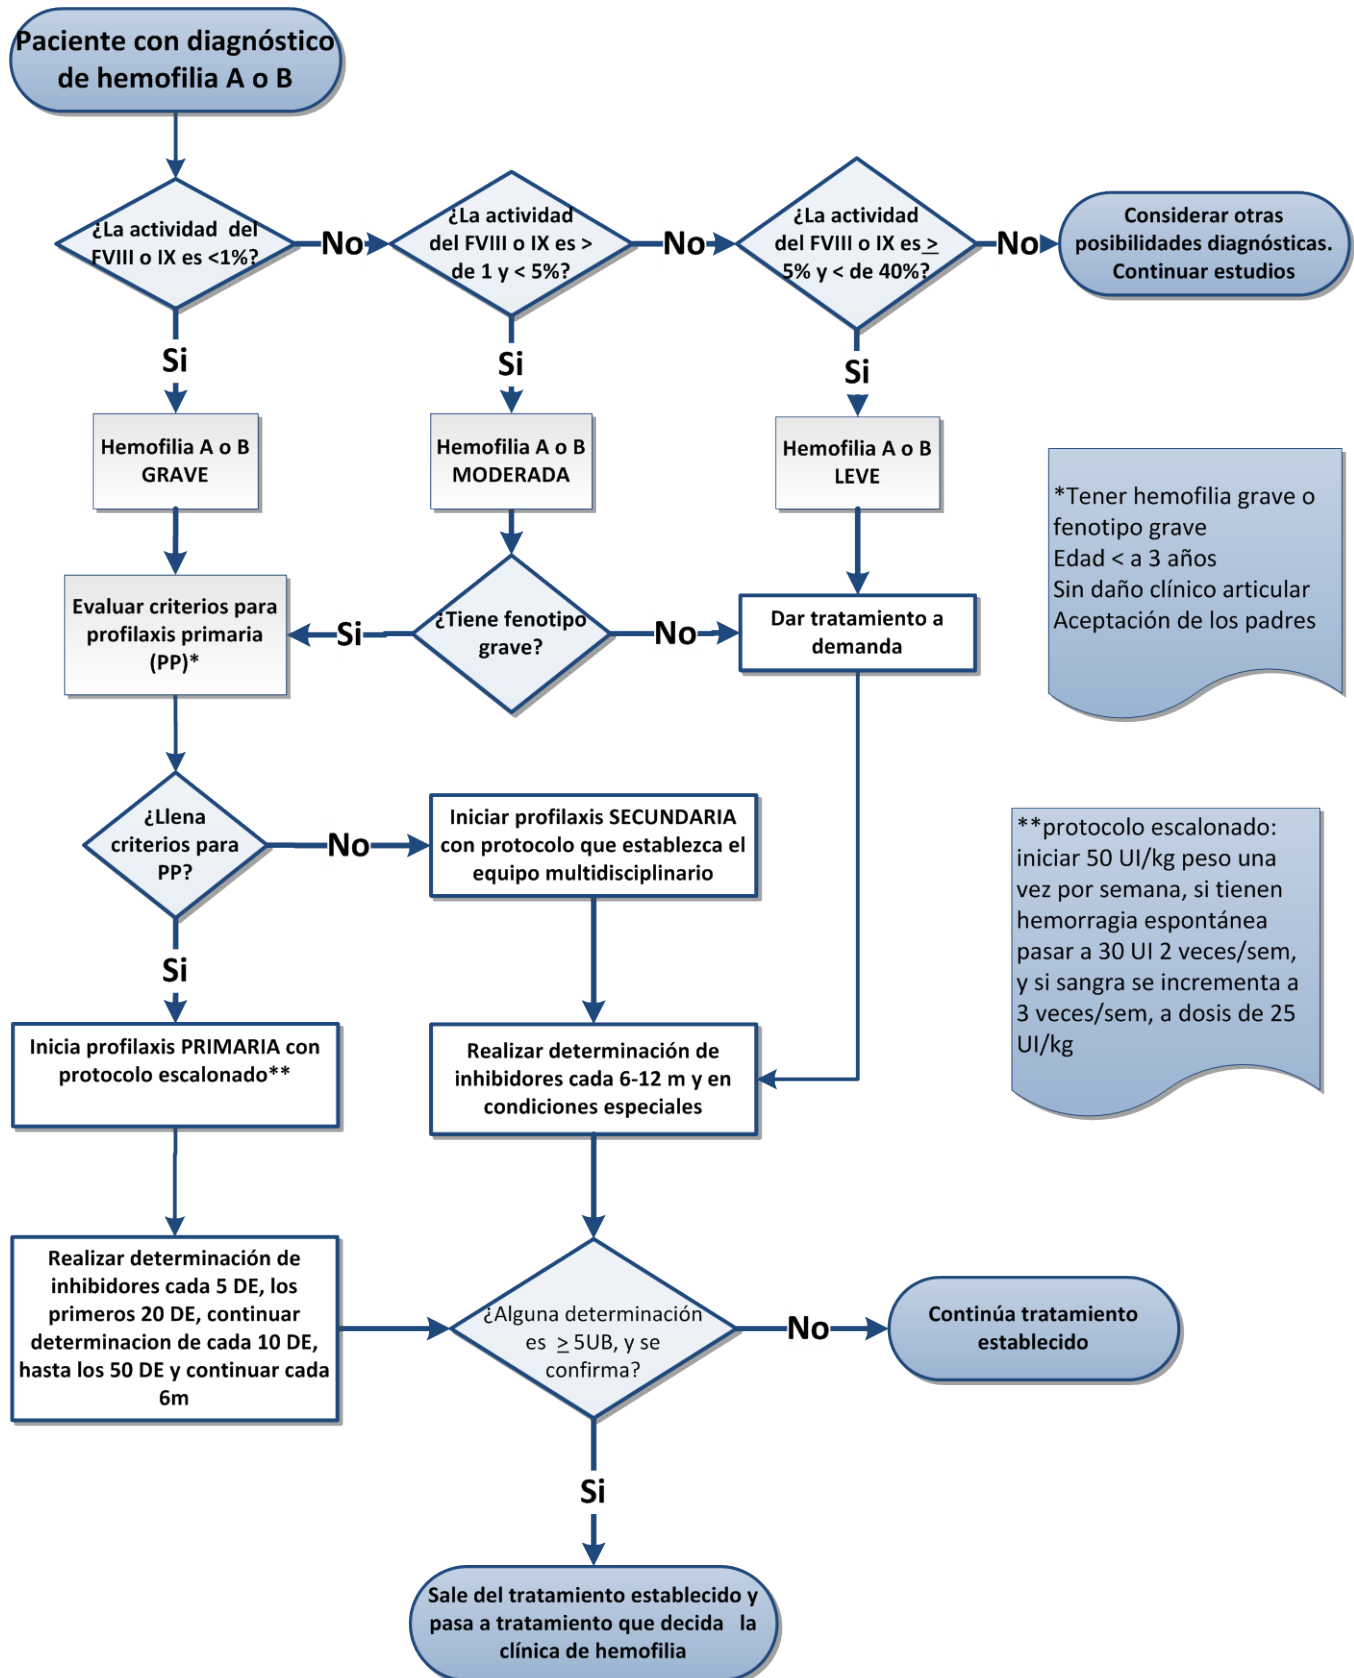 Paciente con diagnóstico
de hemofilia A o B
¿La actividad del
FVIII o IX es <1%?
No
¿La actividad
del FVIII o IX es >
de 1 y < 5%?
No
¿La actividad
del FVIII o IX es ≥
5% y < de 40%?
No
Considerar otras
posibilidades diagnósticas.
Continuar estudios
Si
Si
Si
Hemofilia A o B
GRAVE
Hemofilia A o B
MODERADA
Hemofilia A o B
LEVE
*Tener hemofilia grave o
fenotipo grave
Edad < a 3 años
Sin daño clínico articular
Aceptación de los padres
Evaluar criterios para
profilaxis primaria
(PP)*
Si
¿Tiene fenotipo
grave?
No
Dar tratamiento a
demanda
¿Llena
criterios para
PP?
No
Iniciar profilaxis SECUNDARIA
con protocolo que establezca el
equipo multidisciplinario
**protocolo escalonado:
iniciar 50 UI/kg peso una
vez por semana, si tienen
hemorragia espontánea
pasar a 30 UI 2 veces/sem,
y si sangra se incrementa a
3 veces/sem, a dosis de 25
UI/kg
Si
Inicia profilaxis PRIMARIA con
protocolo escalonado**
Realizar determinación de
inhibidores cada 6-12 m y en
condiciones especiales
Realizar determinación de
inhibidores cada 5 DE, los
primeros 20 DE, continuar
determinacion de cada 10 DE,
hasta los 50 DE y continuar cada
6m
¿Alguna determinación
es ≥ 5UB, y se
confirma?
No
Continúa tratamiento
establecido
Si
Sale del tratamiento establecido y
pasa a tratamiento que decida la
clínica de hemofilia